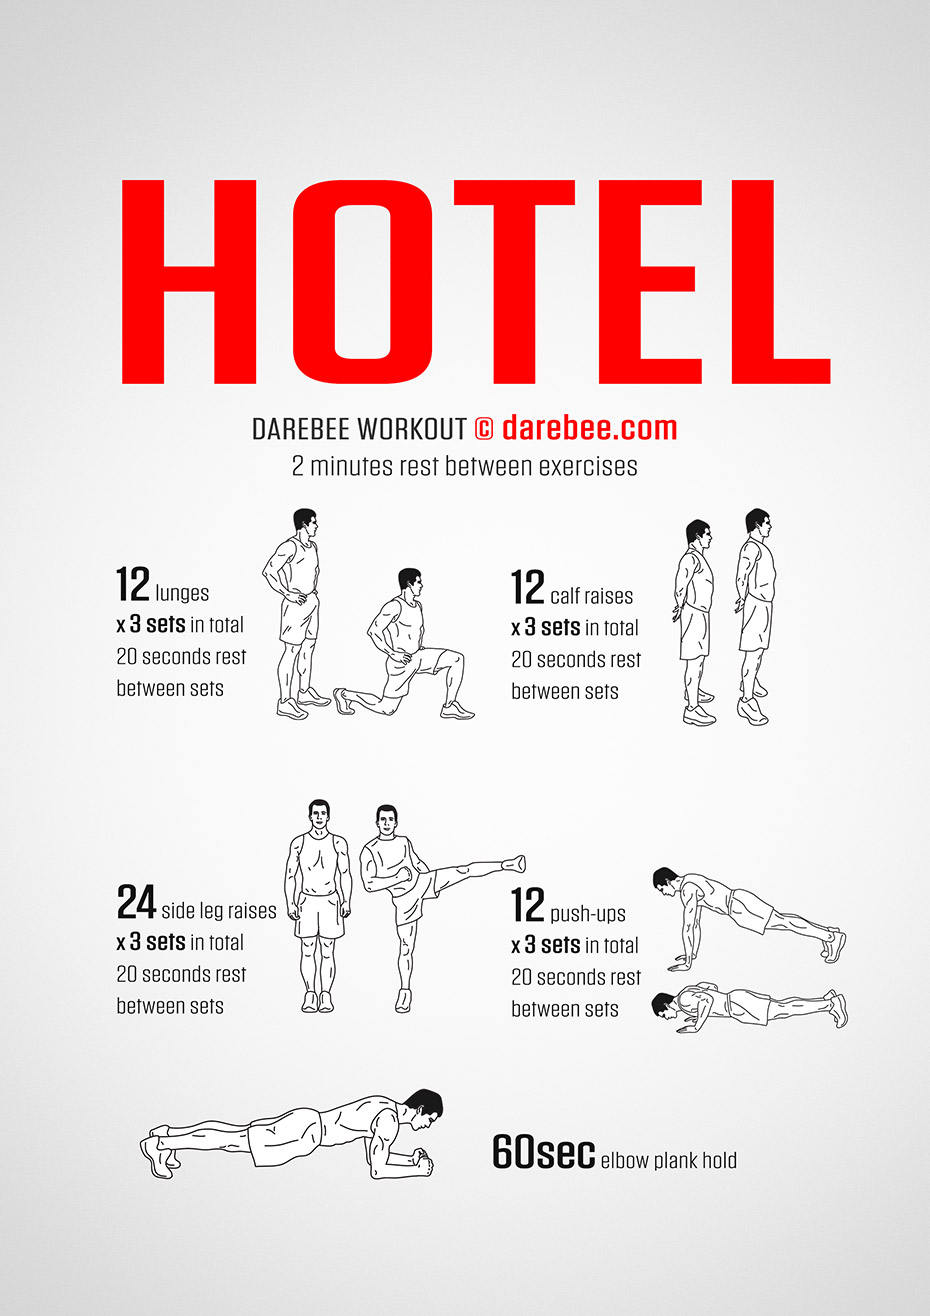 HOTEL
DAREBEE WORKOUT © darebee.com
2 minutes rest between exercises
12 lunges
x 3 sets in total
20 seconds rest
between sets
12 calf raises
x 3 sets in total
20 seconds rest
between sets
24 side leg raises
x 3 sets in total
20 seconds rest
between sets
12 push-ups
x 3 sets in total
20 seconds rest
between sets
60sec elbow plank hold